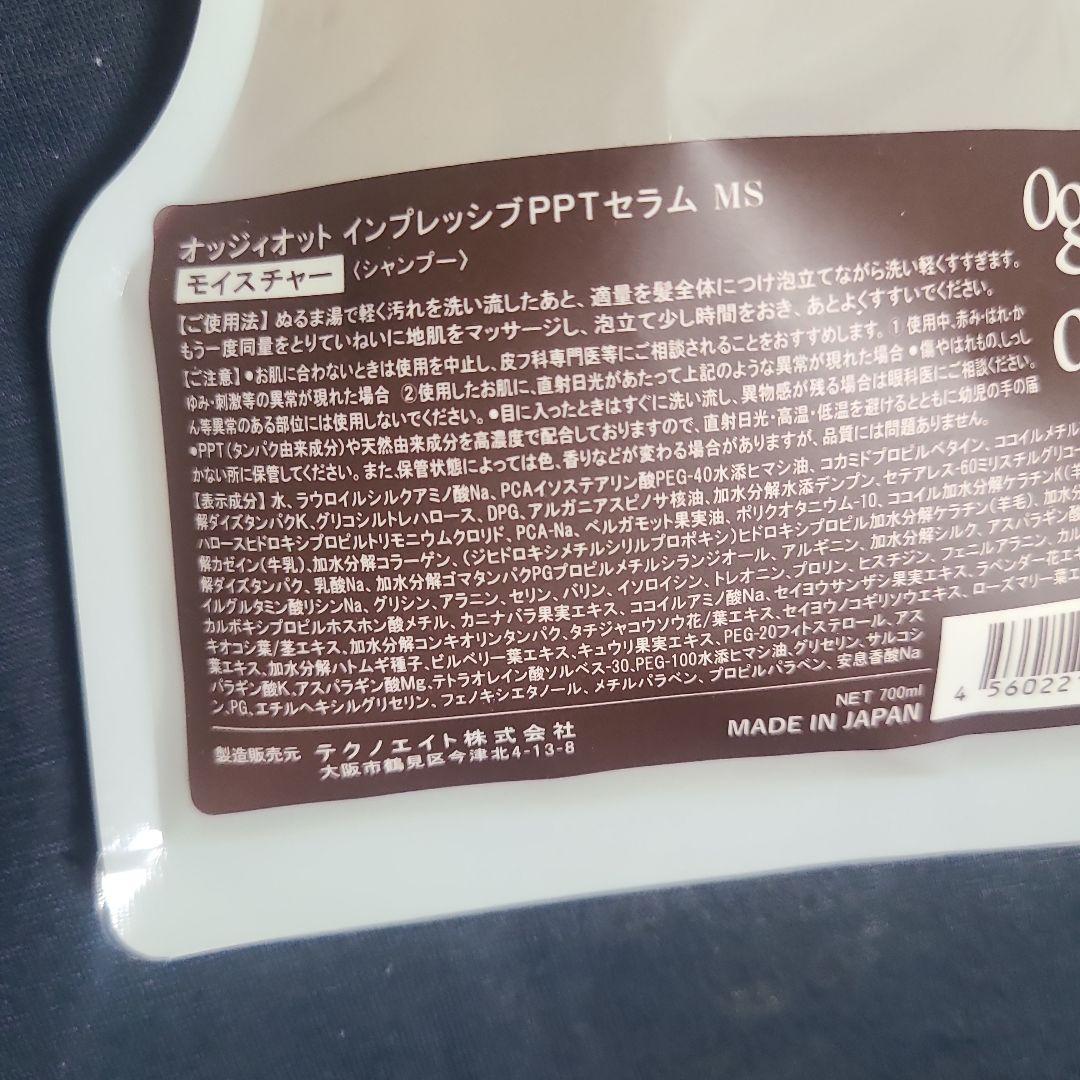 オッジィオット インプレッシブPPTセラム MS
モイスチャー 〈シャンプー〉
【ご使用法】ぬるま湯で軽く汚れを洗い流したあと、適量を髪全体につけ泡立てながら洗い軽くすすぎます。
もう一度同量をとりていねいに地肌をマッサージし、泡立て少し時間をおき、あとよくすすいでください。
【ご注意】●お肌に合わないときは使用を中止し、皮フ科専門医等にご相談されることをおすすめします。1 使用中、赤み・はれ・か
ゆみ・刺激等の異常が現れた場合 ②使用したお肌に、直射日光があたって上記のような異常が現れた場合 ●傷やはれもの、しっし
ん等異常のある部位には使用しないでください。●目に入ったときはすぐに洗い流し、異物感が残る場合は眼科医にご相談ください。
●PPT(タンパク由来成分)や天然由来成分を高濃度で配合しておりますので、直射日光・高温・低温を避けるとともに幼児の手の届
かない所に保管してください。また、保管状態によっては色、香りなどが変わる場合がありますが、品質には問題ありません。
【表示成分】水、ラウロイルシルクアミノ酸Na、PCAイソステアリン酸PEG-40水添ヒマシ油、コカミドプロピルベタイン、ココイルメチル
解ダイズタンパクK、グリコシルトレハロース、DPG、アルガニアスピノサ核油、加水分解水添デンプン、セテアレス-60ミリスチルグリコー
ハロースヒドロキシプロピルトリモニウムクロリド、PCA-Na、ベルガモット果実油、ポリクオタニウム-10、ココイル加水分解ケラチンK(羊
解カゼイン(牛乳)、加水分解コラーゲン、(ジヒドロキシメチルシリルプロポキシ)ヒドロキシプロピル加水分解ケラチン(羊毛)、加水分
解ダイズタンパク、乳酸Na、加水分解ゴマタンパクPGプロピルメチルシランジオール、アルギニン、加水分解シルク、アスパラギン酸
イルグルタミン酸リシンNa、グリシン、アラニン、セリン、バリン、イソロイシン、トレオニン、プロリン、ヒスチジン、フェニルアラニン、カル
カルボキシプロピルホスホン酸メチル、カニナバラ果実エキス、ココイルアミノ酸Na、セイヨウサンザシ果実エキス、ラベンダー花エキ
キオコシ葉/茎エキス、加水分解コンキオリンタンパク、タチジャコウソウ花/葉エキス、セイヨウノコギリソウエキス、ローズマリー葉エ
葉エキス、加水分解ハトムギ種子、ビルベリー葉エキス、キュウリ果実エキス、PEG-20フィトステロール、アス
パラギン酸K、アスパラギン酸Mg、テトラオレイン酸ソルベス-30、PEG-100水添ヒマシ油、グリセリン、サルコシ
ン、PG、エチルヘキシルグリセリン、フェノキシエタノール、メチルパラベン、プロピルパラベン、安息香酸Na
NET 700ml
製造販売元 テクノエイト株式会社
MADE IN JAPAN
大阪市鶴見区今津北4-13-8
4 560221